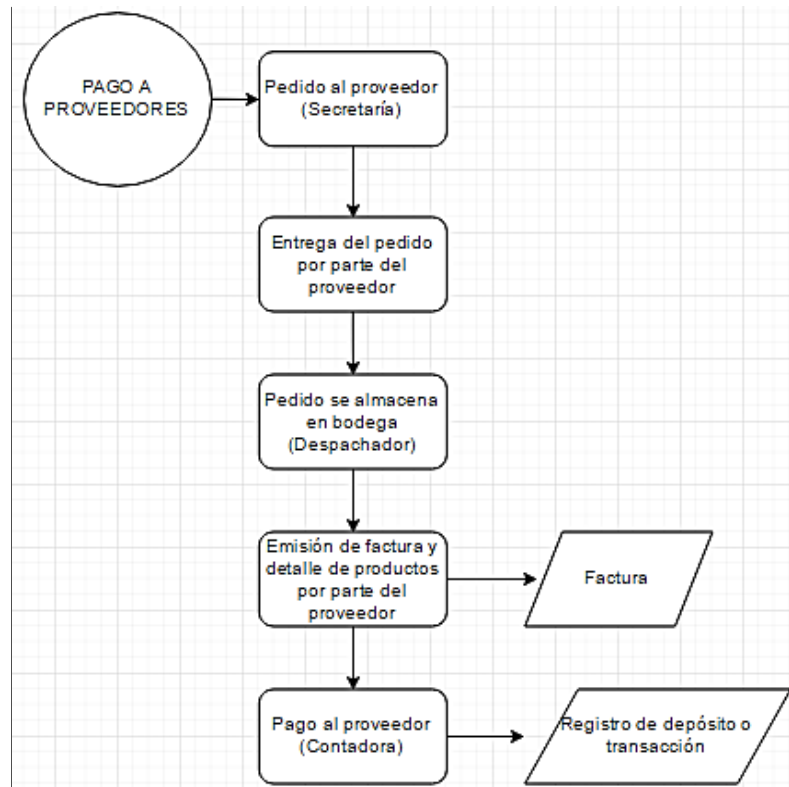 PAGO A
PROVEEDORES
Pedido al proveedor
(Secretaría)
Entrega del pedido
por parte del
proveedor
Pedido se almacena
en bodega
(Despachador)
Emisión de factura y
detalle de productos
por parte del
proveedor
Factura
Pago al proveedor
(Contadora)
Registro de depósito o
transacción